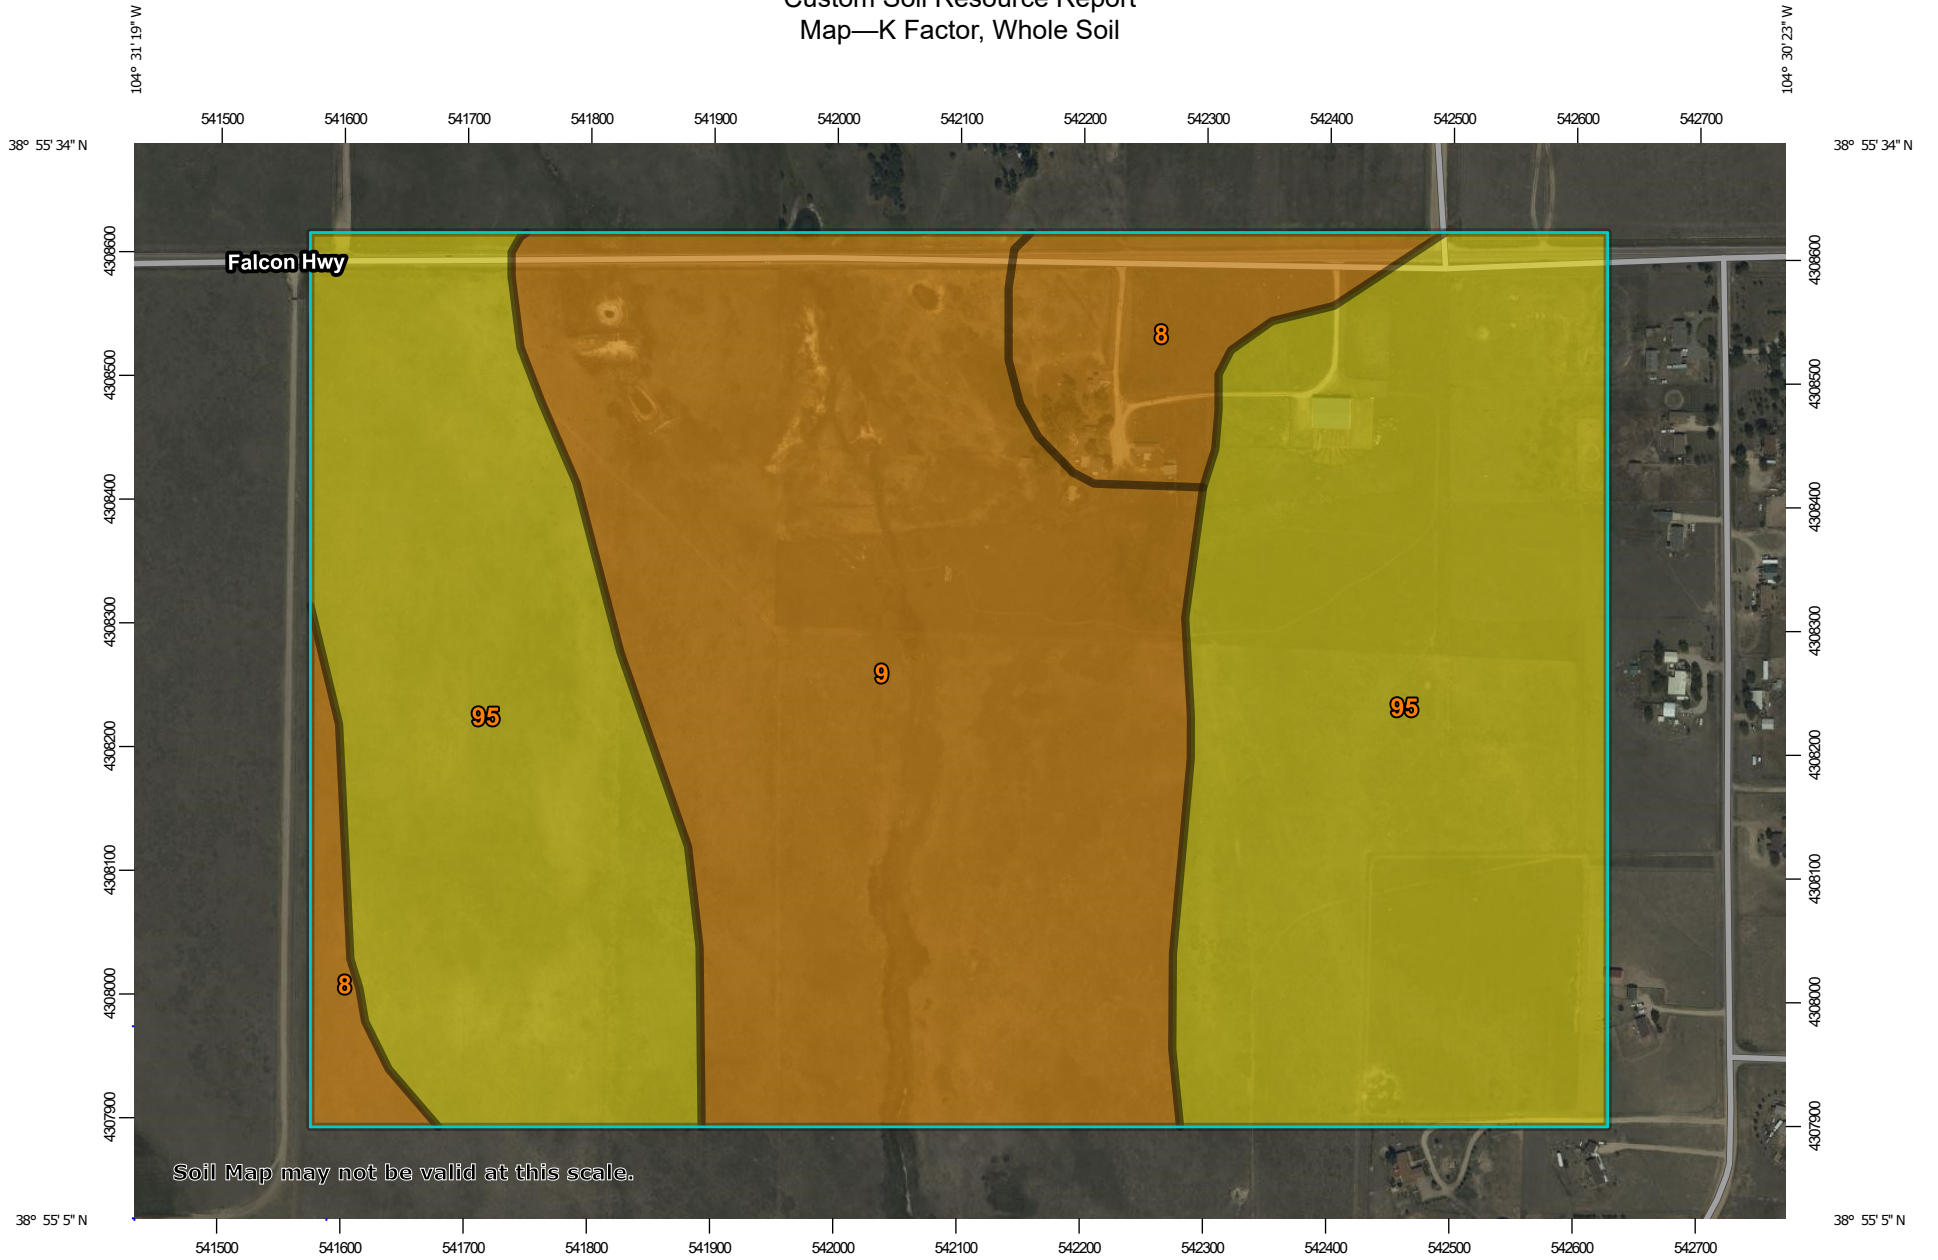 Custom Soil Resource Report
Map—K Factor, Whole Soil
104° 31' 19" W
104° 30' 23" W
541500 541600 541700 541800 541900 542000 542100 542200 542300 542400 542500 542600 542700
38° 55' 34" N
38° 55' 34" N
4308600
4308600
Falcon Hwy
8
4308500
4308500
4308400
4308400
4308300
4308300
9
95
95
4308200
4308200
4308100
4308100
8
4308000
4308000
4307900
4307900
Soil Map may not be valid at this scale.
38° 55' 5" N
38° 55' 5" N
541500 541600 541700 541800 541900 542000 542100 542200 542300 542400 542500 542600 542700